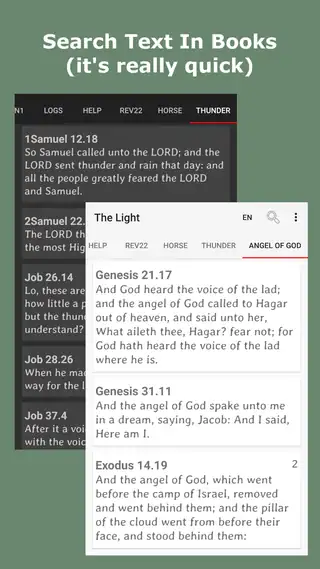 Search Text In Books
(it's really quick)
N1 LOGS HELP REV22 HORSE THUNDER
1Samuel 12.18
So Samuel called unto the LORD; and the
LORD sent thunder and rain that day: and
all the people greatly feared the LORD
and Samuel.
2Samuel 22.
The LORD th
the most Hig
Job 26.14
Lo, these are
how little a p
but the thun
understand?
Job 28.26
When he mad
way for the l
Job 37.4
After it a voi
with the voic
The Light EN
HELP REV22 HORSE THUNDER ANGEL OF GOD
Genesis 21.17
And God heard the voice of the lad;
and the angel of God called to Hagar
out of heaven, and said unto her,
What aileth thee, Hagar? fear not; for
God hath heard the voice of the lad
where he is.
Genesis 31.11
And the angel of God spake unto me
in a dream, saying, Jacob: And I said,
Here am I.
Exodus 14.19 2
And the angel of God, which went
before the camp of Israel, removed
and went behind them; and the pillar
of the cloud went from before their
face, and stood behind them: